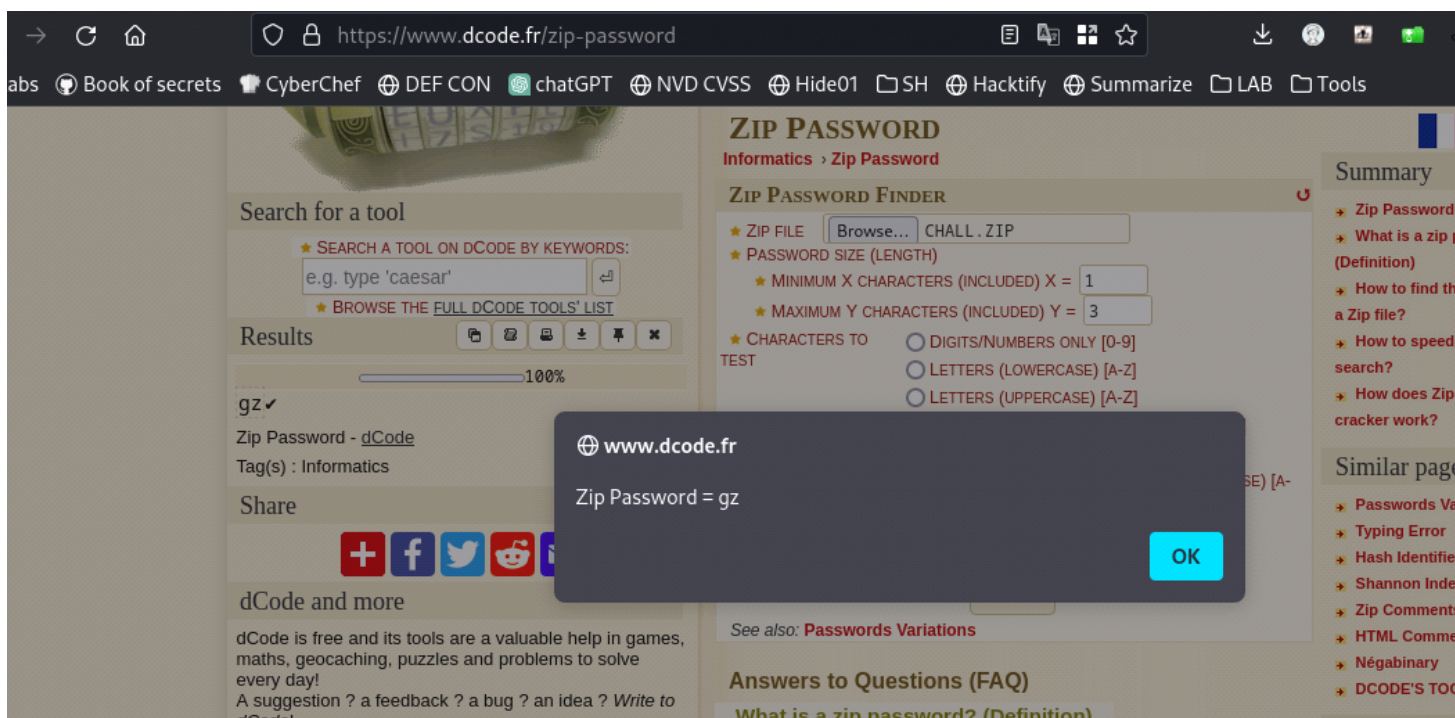 https://www.dcode.fr/zip-password
abs Book of secrets CyberChef DEF CON chatGPT NVD CVSS Hide01 SH Hacktify Summarize LAB Tools
Search for a tool
SEARCH A TOOL ON DCODE BY KEYWORDS:
e.g. type 'caesar'
BROWSE THE FULL DCODE TOOLS' LIST
Results
100%
gz✔
Zip Password - dCode
Tag(s) : Informatics
Share
dCode and more
dCode is free and its tools are a valuable help in games,
maths, geocaching, puzzles and problems to solve
every day!
A suggestion ? a feedback ? a bug ? an idea ? Write to
ZIP PASSWORD
Informatics › Zip Password
ZIP PASSWORD FINDER
ZIP FILE Browse... CHALL.ZIP
PASSWORD SIZE (LENGTH)
MINIMUM X CHARACTERS (INCLUDED) X = 1
MAXIMUM Y CHARACTERS (INCLUDED) Y = 3
CHARACTERS TO
TEST
DIGITS/NUMBERS ONLY [0-9]
LETTERS (LOWERCASE) [A-Z]
LETTERS (UPPERCASE) [A-Z]
SE) [A-
www.dcode.fr
Zip Password = gz
OK
See also: Passwords Variations
Answers to Questions (FAQ)
What is a zip password? (Definition)
Summary
Zip Password
What is a zip
(Definition)
How to find th
a Zip file?
How to speed
search?
How does Zip
cracker work?
Similar page
Passwords Va
Typing Error
Hash Identifie
Shannon Inde
Zip Comment
HTML Comme
Négabinary
DCODE'S TOO